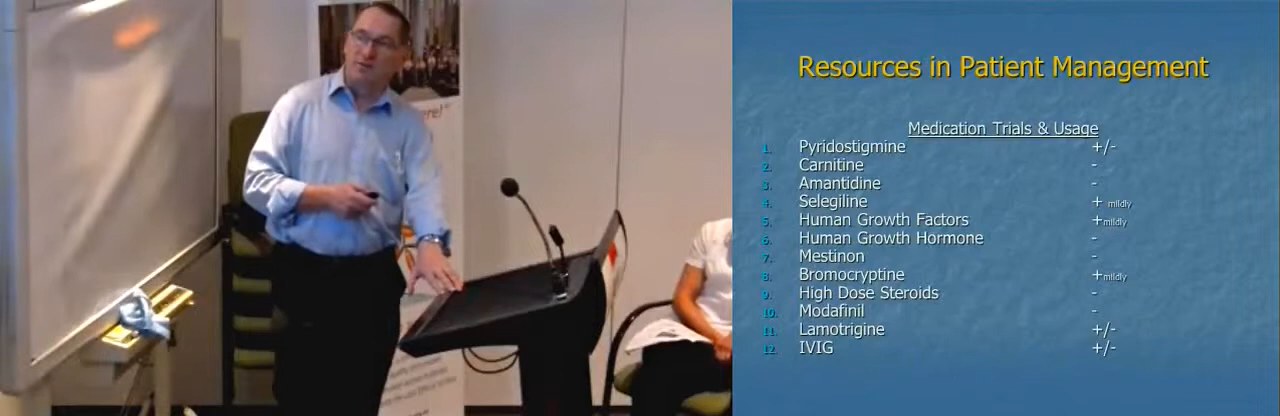 ere!"
Resources in Patient Management
Medication Trials & Usage
1. Pyridostigmine +/-
2. Carnitine -
3. Amantidine -
4. Selegiline + mildly
5. Human Growth Factors +mildly
6. Human Growth Hormone -
7. Mestinon -
8. Bromocryptine +mildly
9. High Dose Steroids -
10. Modafinil -
11. Lamotrigine +/-
12. IVIG +/-